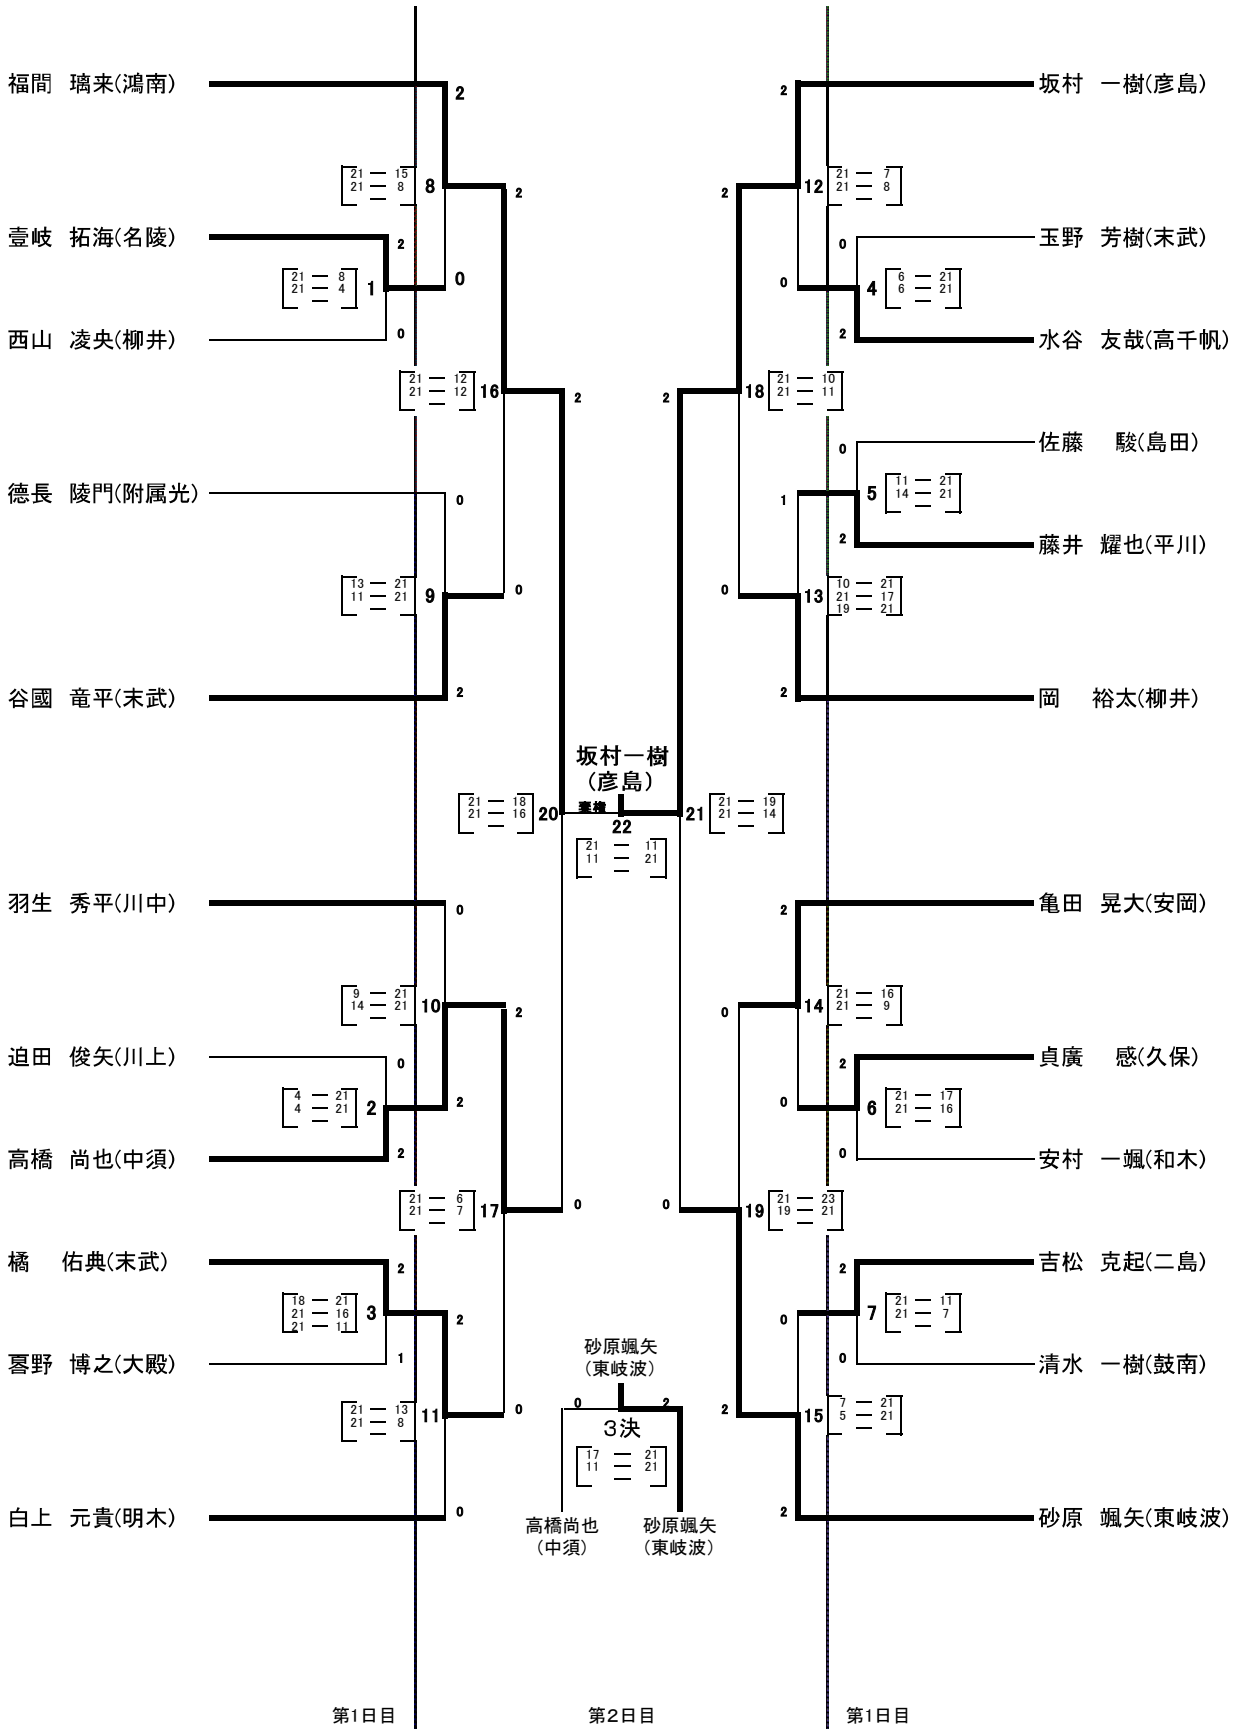 福間 璃来(鴻南)
2
21 ― 15
21 ― 8
―
8
2
壹岐 拓海(名陵)
2
21 ― 8
21 ― 4
―
1
0
西山 凌央(柳井)
0
21 ― 12
21 ― 12
―
16
2
德長 陵門(附属光)
0
13 ― 21
11 ― 21
―
9
0
谷國 竜平(末武)
2
21 ― 18
21 ― 16
―
20
羽生 秀平(川中)
0
9 ― 21
14 ― 21
―
10
2
迫田 俊矢(川上)
0
4 ― 21
4 ― 21
―
2
2
高橋 尚也(中須)
2
21 ― 6
21 ― 7
―
17
0
橘 佑典(末武)
2
18 ― 21
21 ― 16
21 ― 11
3
2
野 博之(大殿)
1
21 ― 13
21 ― 8
―
11
0
白上 元貴(明木)
0
坂村一樹
(彦島)
棄権
22
21 ― 11
11 ― 21
―
砂原颯矢
(東岐波)
0
2
3決
17 ― 21
11 ― 21
―
高橋尚也
(中須)
砂原颯矢
(東岐波)
坂村 一樹(彦島)
2
2
12
21 ― 7
21 ― 8
―
玉野 芳樹(末武)
0
0
4
6 ― 21
6 ― 21
―
水谷 友哉(高千帆)
2
2
18
21 ― 10
21 ― 11
―
佐藤 駿(島田)
0
1
5
11 ― 21
14 ― 21
―
藤井 耀也(平川)
2
0
13
10 ― 21
21 ― 17
19 ― 21
岡 裕太(柳井)
2
21
21 ― 19
21 ― 14
―
亀田 晃大(安岡)
2
0
14
21 ― 16
21 ― 9
―
貞廣 感(久保)
2
0
6
21 ― 17
21 ― 16
―
安村 一颯(和木)
0
0
19
21 ― 23
19 ― 21
―
吉松 克起(二島)
2
0
7
21 ― 11
21 ― 7
―
清水 一樹(鼓南)
0
2
15
7 ― 21
5 ― 21
―
砂原 颯矢(東岐波)
2
第1日目
第2日目
第1日目